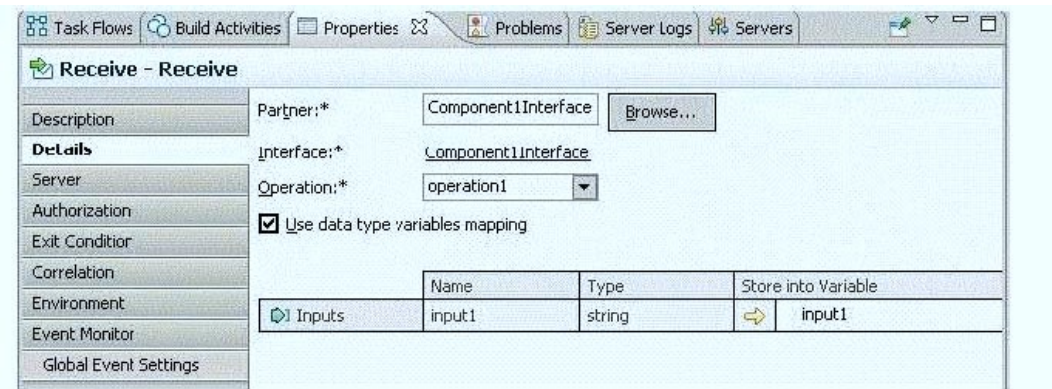 Task Flows Build Activities Properties Problems Server Logs Servers
Receive - Receive
Description
Details
Server
Authorization
Exit Condition
Correlation
Environment
Event Monitor
Global Event Settings
Partner:* Component1Interface Browse...
Interface:* Component1Interface
Operation:* operation1
Use data type variables mapping
Name Type Store into Variable
Inputs input1 string input1